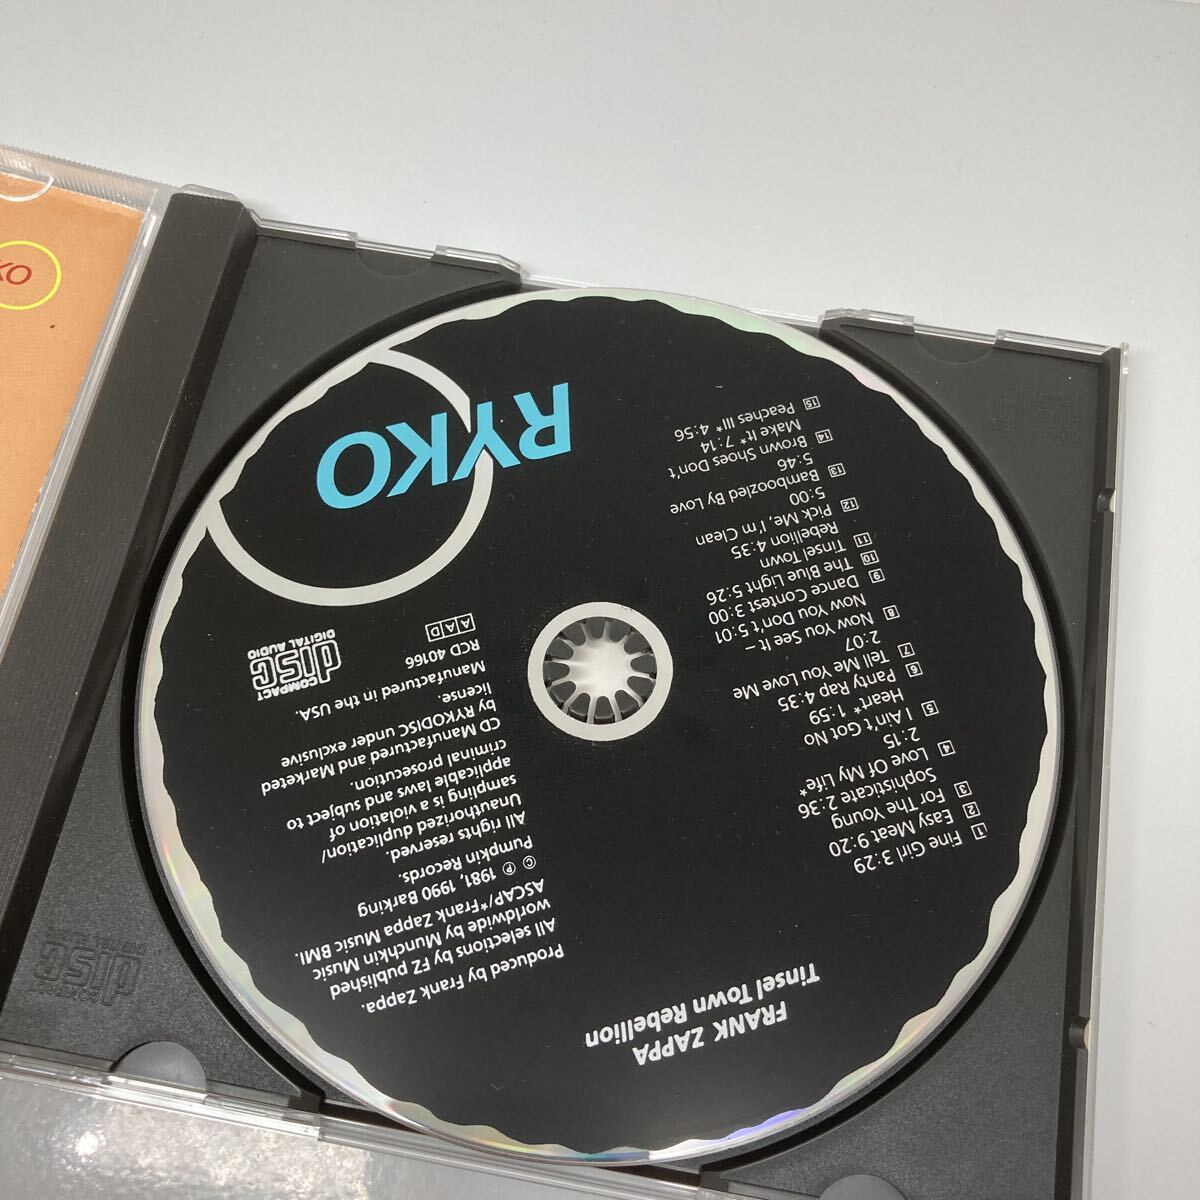 FRANK ZAPPA
Tinsel Town Rebellion
1 Fine Girl 3:29
2 Easy Meat 9:20
3 For The Young
Sophisticate 2:36
4 Love Of My Life*
2:15
5 I Ain't Got No
Heart* 1:59
6 Panty Rap 4:35
7 Tell Me You Love Me
2:07
8 Now You See It –
Now You Don't 5:01
9 Dance Contest 3:00
10 The Blue Light 5:26
11 Tinsel Town
Rebellion 4:35
12 Pick Me, I'm Clean
5:00
13 Bamboozled By Love
5:46
14 Brown Shoes Don't
Make It* 7:14
15 Peaches III* 4:56
Produced by Frank Zappa.
All selections by FZ published
worldwide by Munchkin Music
ASCAP/*Frank Zappa Music BMI.
© ℗ 1981, 1990 Barking
Pumpkin Records.
All rights reserved.
Unauthorized duplication/
sampling is a violation of
applicable laws and subject to
criminal prosecution.
CD Manufactured and Marketed
by RYKODISC under exclusive
license.
Manufactured in the USA.
RCD 40166
AAD
COMPACT
disc
DIGITAL AUDIO
RYKO
KO
COMPACT
disc
DIGITAL AUDIO